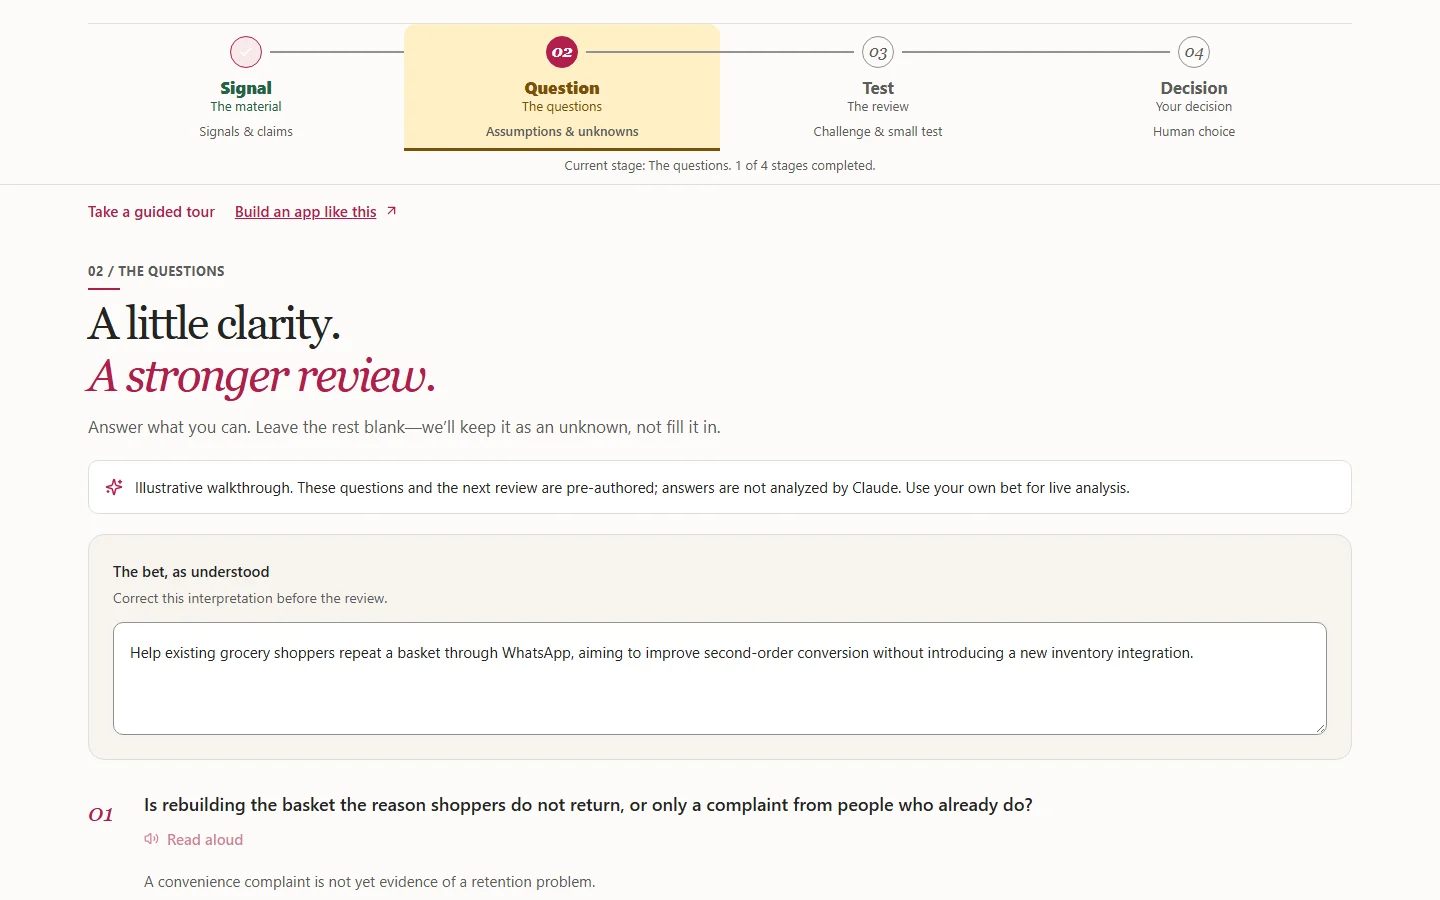 02
03
04
Signal
Question
Test
Decision
The material
The questions
The review
Your decision
Signals & claims
Assumptions & unknowns
Challenge & small test
Human choice
Current stage: The questions. 1 of 4 stages completed.
Take a guided tour
Build an app like this
02 / THE QUESTIONS
A little clarity.
A stronger review.
Answer what you can. Leave the rest blank—we’ll keep it as an unknown, not fill it in.
Illustrative walkthrough. These questions and the next review are pre-authored; answers are not analyzed by Claude. Use your own bet for live analysis.
The bet, as understood
Correct this interpretation before the review.
Help existing grocery shoppers repeat a basket through WhatsApp, aiming to improve second-order conversion without introducing a new inventory integration.
01
Is rebuilding the basket the reason shoppers do not return, or only a complaint from people who already do?
Read aloud
A convenience complaint is not yet evidence of a retention problem.